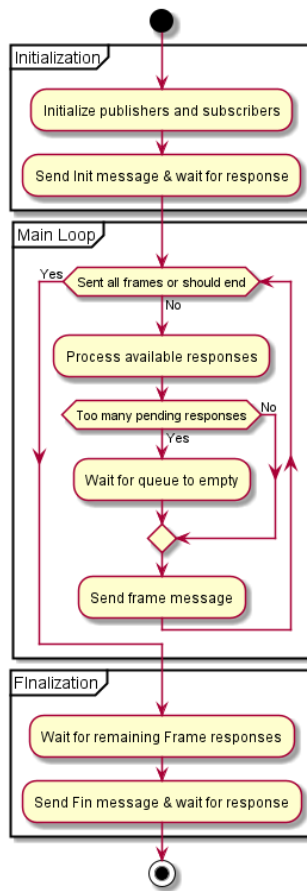 Initialization
Initialize publishers and subscribers
Send Init message & wait for response
Main Loop
Yes
Sent all frames or should end
No
Process available responses
Too many pending responses
No
Yes
Wait for queue to empty
Send frame message
FInalization
Wait for remaining Frame responses
Send Fin message & wait for response